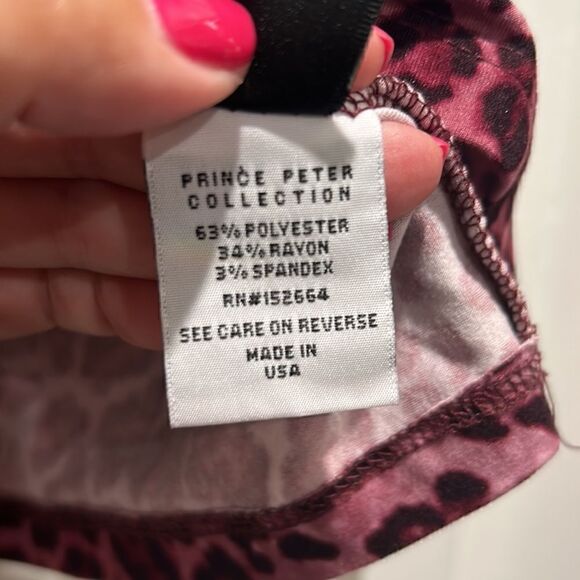 PRINCE PETER
COLLECTION
63% POLYESTER
34% RAYON
3% SPANDEX
RN#152664
SEE CARE ON REVERSE
MADE IN
USA